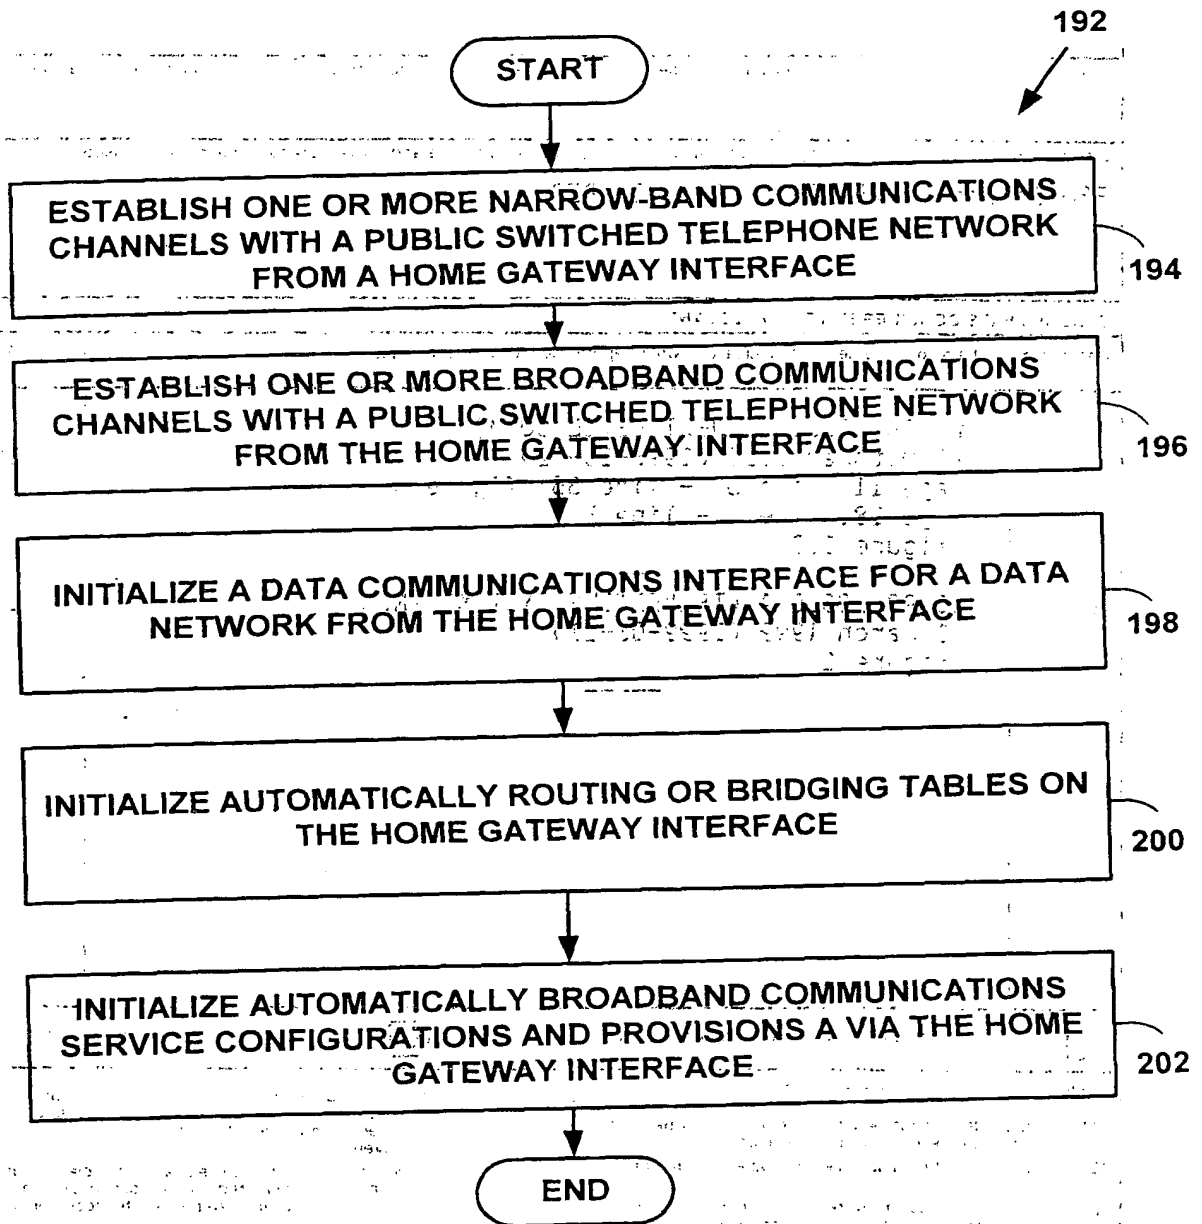 192
START
ESTABLISH ONE OR MORE NARROW-BAND COMMUNICATIONS
CHANNELS WITH A PUBLIC SWITCHED TELEPHONE NETWORK
FROM A HOME GATEWAY INTERFACE
194
ESTABLISH ONE OR MORE BROADBAND COMMUNICATIONS
CHANNELS WITH A PUBLIC SWITCHED TELEPHONE NETWORK
FROM THE HOME GATEWAY INTERFACE
196
INITIALIZE A DATA COMMUNICATIONS INTERFACE FOR A DATA
NETWORK FROM THE HOME GATEWAY INTERFACE
198
INITIALIZE AUTOMATICALLY ROUTING OR BRIDGING TABLES ON
THE HOME GATEWAY INTERFACE
200
INITIALIZE AUTOMATICALLY BROADBAND COMMUNICATIONS
SERVICE CONFIGURATIONS AND PROVISIONS A VIA THE HOME
GATEWAY INTERFACE
202
END